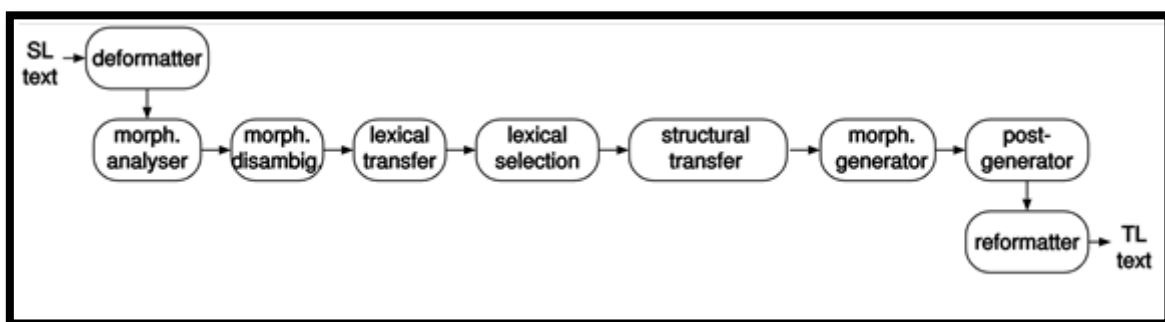 SL
text
deformatter
morph.
analyser
morph.
disambig.
lexical
transfer
lexical
selection
structural
transfer
morph.
generator
post-
generator
reformatter
TL
text